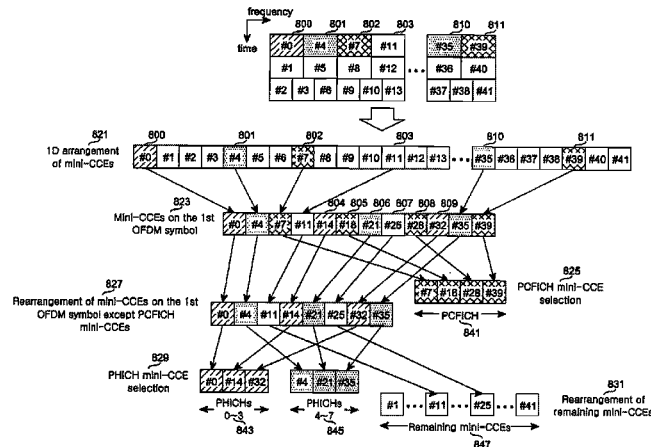 frequency
time
800 801 802 803 810 811
#0 #4 #7 #11 #35 #39
#1 #5 #8 #12 ... #36 #40
#2 #3 #6 #9 #10 #13 #37 #38 #41
821 800 801 802 803 810 811
1D arrangement
of mini-CCEs
#0 #1 #2 #3 #4 #5 #6 #7 #8 #9 #10 #11 #12 #13 ... #35 #36 #37 #38 #39 #40 #41
823
804 805 806 807 808 809
Mini-CCEs on the 1st
OFDM symbol
#0 #4 #7 #11 #14 #18 #21 #25 #28 #32 #35 #39
827
Rearrangement of mini-CCEs on the 1st
OFDM symbol except PCFICH
mini-CCEs
#0 #4 #11 #14 #21 #25 #32 #35
825
PCFICH mini-CCE
selection
#7 #18 #28 #39
PCFICH
841
829
PHICH mini-CCE
selection
#0 #14 #32
PHICHs
0~3
843
#4 #21 #35
PHICHs
4~7
845
831
Rearrangement of
remaining mini-CCEs
#1 ... #11 ... #25 ... #41
Remaining mini-CCEs
847